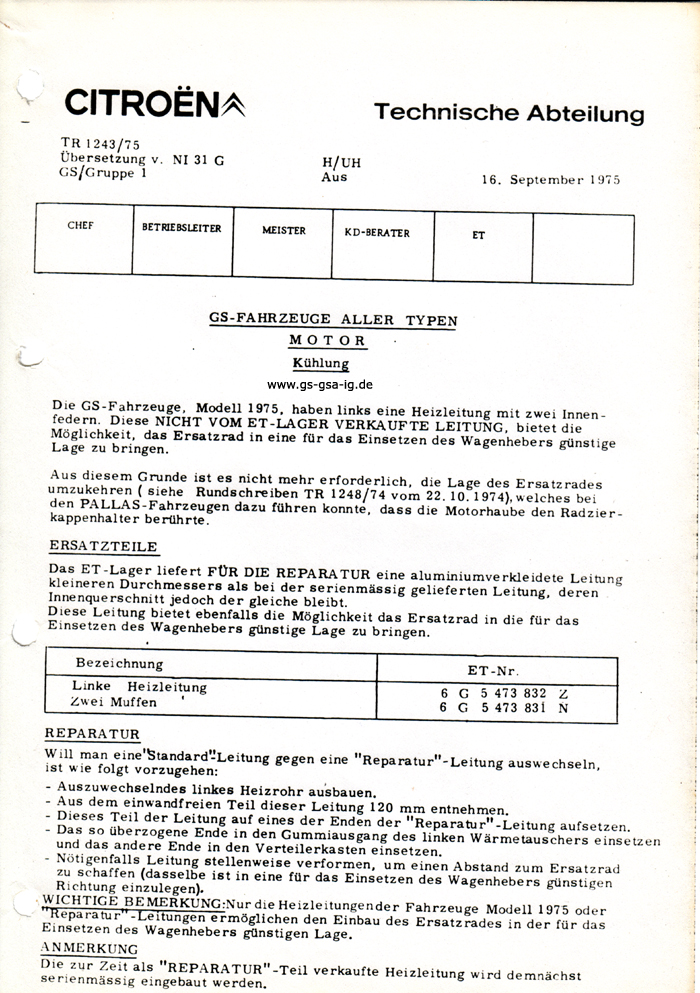 CITROËN
Technische Abteilung
TR 1243/75
Übersetzung v. NI 31 G
GS/Gruppe 1
H/UH
Aus
16. September 1975
CHEF BETRIEBSLEITER MEISTER KD-BERATER ET
GS-FAHRZEUGE ALLER TYPEN
MOTOR
Kühlung
www.gs-gsa-ig.de
Die GS-Fahrzeuge, Modell 1975, haben links eine Heizleitung mit zwei Innen-
federn. Diese NICHT VOM ET-LAGER VERKAUFTE LEITUNG, bietet die
Möglichkeit, das Ersatzrad in eine für das Einsetzen des Wagenhebers günstige
Lage zu bringen.
Aus diesem Grunde ist es nicht mehr erforderlich, die Lage des Ersatzrades
umzukehren ( siehe Rundschreiben TR 1248/74 vom 22.10.1974), welches bei
den PALLAS-Fahrzeugen dazu führen konnte, dass die Motorhaube den Radzier-
kappenhalter berührte.
ERSATZTEILE
Das ET-Lager liefert FÜR DIE REPARATUR eine aluminiumverkleidete Leitung
kleineren Durchmessers als bei der serienmässig gelieferten Leitung, deren
Innenquerschnitt jedoch der gleiche bleibt.
Diese Leitung bietet ebenfalls die Möglichkeit das Ersatzrad in die für das
Einsetzen des Wagenhebers günstige Lage zu bringen.
Bezeichnung ET-Nr.
Linke Heizleitung 6 G 5 473 832 Z
Zwei Muffen 6 G 5 473 831 N
REPARATUR
Will man eine "Standard"-Leitung gegen eine "Reparatur"-Leitung auswechseln,
ist wie folgt vorzugehen:
- Auszuwechselndes linkes Heizrohr ausbauen.
- Aus dem einwandfreien Teil dieser Leitung 120 mm entnehmen.
- Dieses Teil der Leitung auf eines der Enden der "Reparatur"-Leitung aufsetzen.
- Das so überzogene Ende in den Gummiausgang des linken Wärmetauschers einsetzen
und das andere Ende in den Verteilerkasten einsetzen.
- Nötigenfalls Leitung stellenweise verformen, um einen Abstand zum Ersatzrad
zu schaffen (dasselbe ist in eine für das Einsetzen des Wagenhebers günstigen
Richtung einzulegen).
WICHTIGE BEMERKUNG:Nur die Heizleitungender Fahrzeuge Modell 1975 oder
"Reparatur"-Leitungen ermöglichen den Einbau des Ersatzrades in der für das
Einsetzen des Wagenhebers günstigen Lage.
ANMERKUNG
Die zur Zeit als "REPARATUR"-Teil verkaufte Heizleitung wird demnächst
serienmässig eingebaut werden.